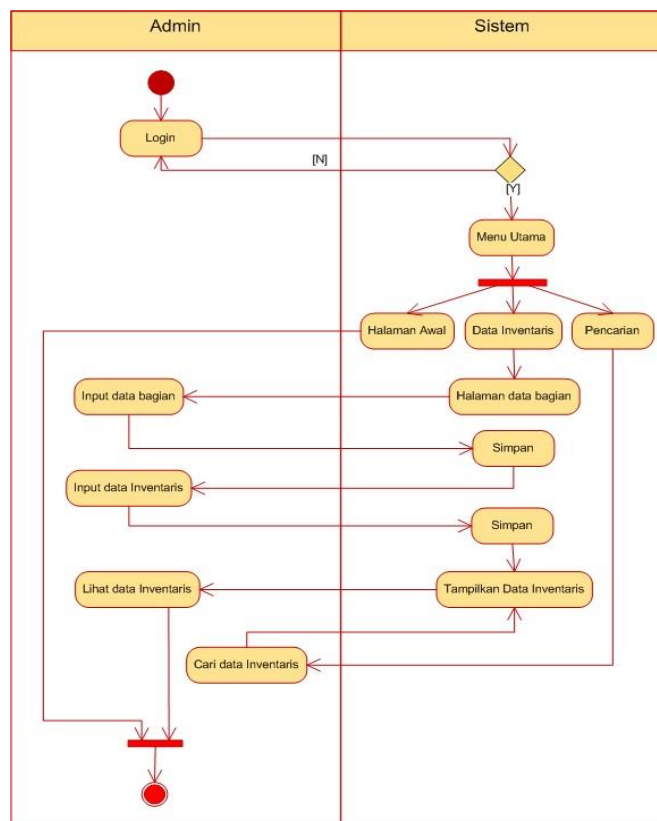 Admin
Sistem
Login
[N]
[Y]
Menu Utama
Halaman Awal
Data Inventaris
Pencarian
Input data bagian
Halaman data bagian
Simpan
Input data Inventaris
Simpan
Lihat data Inventaris
Tampilkan Data Inventaris
Cari data Inventaris